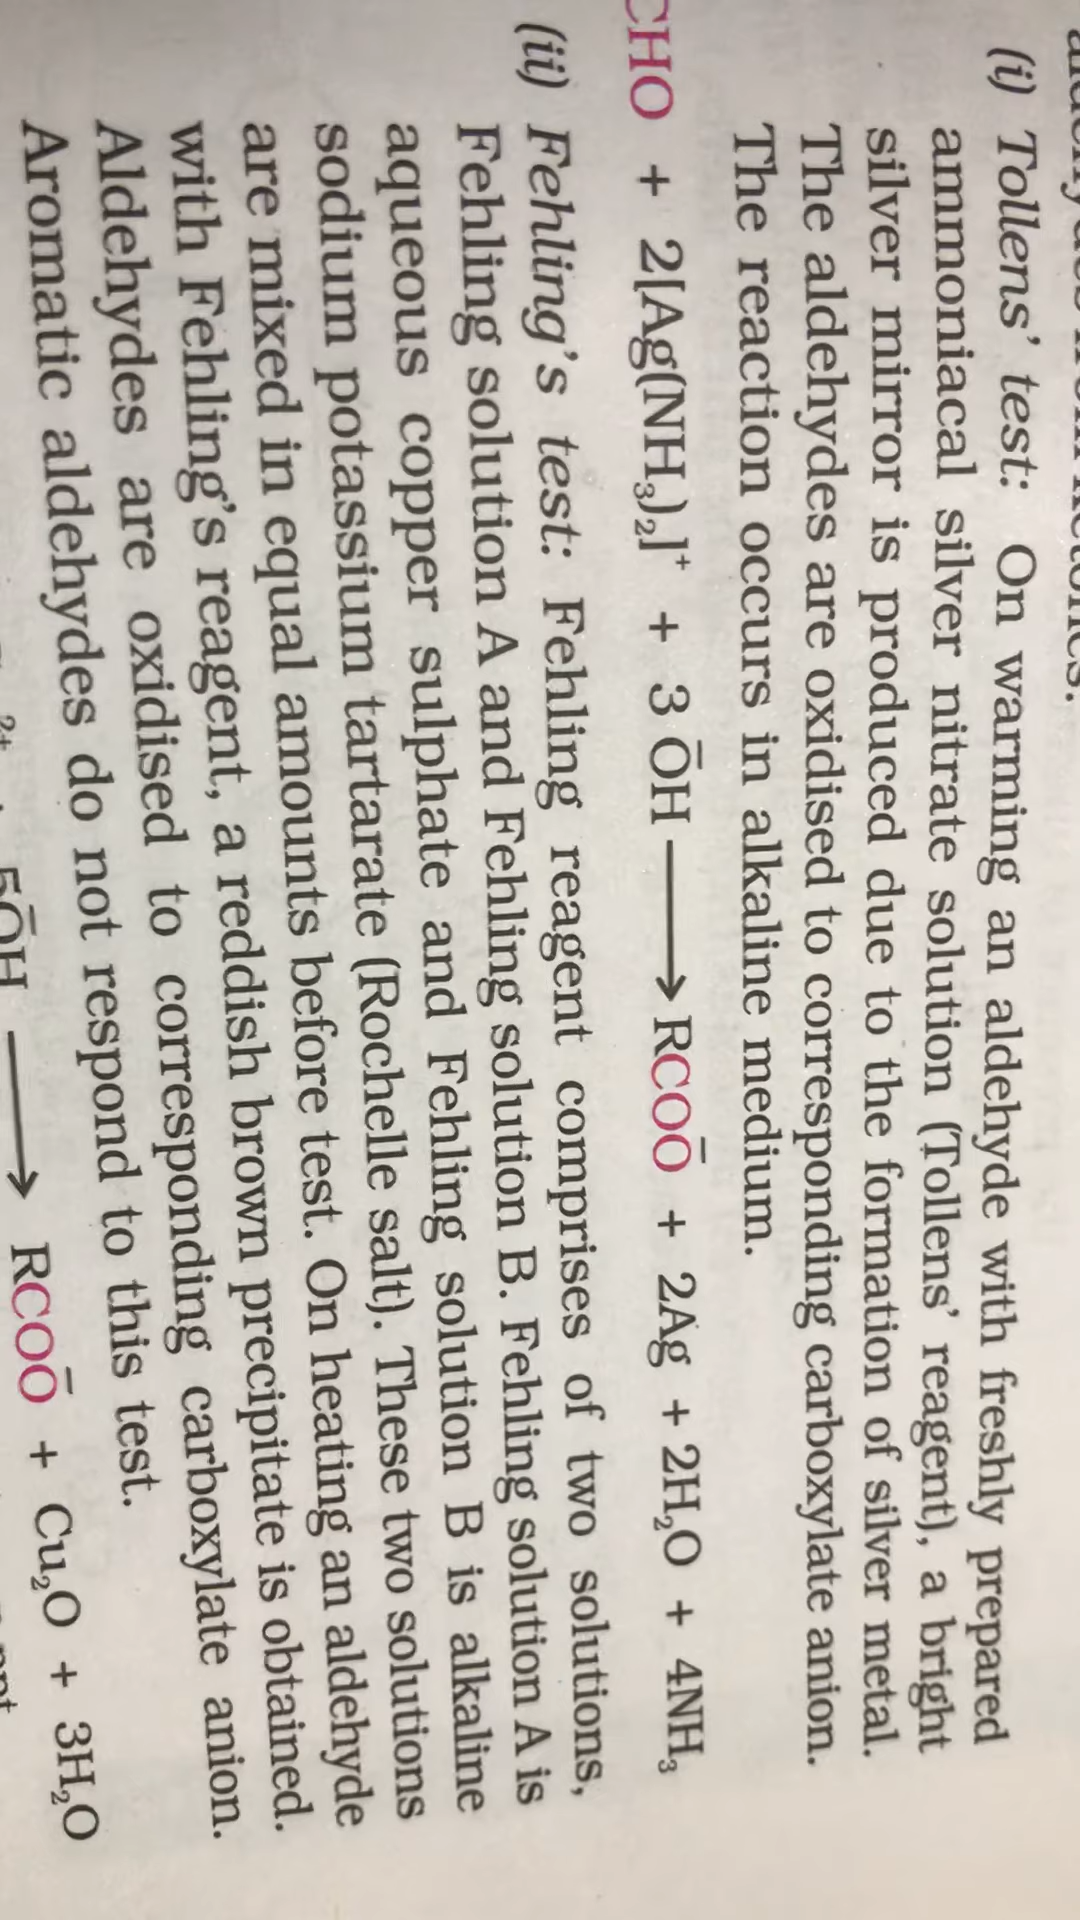 (i) Tollens' test: On warming an aldehyde with freshly prepared
ammoniacal silver nitrate solution (Tollens' reagent), a bright
silver mirror is produced due to the formation of silver metal.
The aldehydes are oxidised to corresponding carboxylate anion.
The reaction occurs in alkaline medium.
CHO + 2[Ag(NH₃)₂]⁺ + 3 ŌH ⟶ RCOŌ + 2Ag + 2H₂O + 4NH₃
(ii) Fehling's test: Fehling reagent comprises of two solutions,
Fehling solution A and Fehling solution B. Fehling solution A is
aqueous copper sulphate and Fehling solution B is alkaline
sodium potassium tartarate (Rochelle salt). These two solutions
are mixed in equal amounts before test. On heating an aldehyde
with Fehling's reagent, a reddish brown precipitate is obtained.
Aldehydes are oxidised to corresponding carboxylate anion.
Aromatic aldehydes do not respond to this test.
2+ 5ŌH ⟶ RCOŌ + Cu₂O + 3H₂O